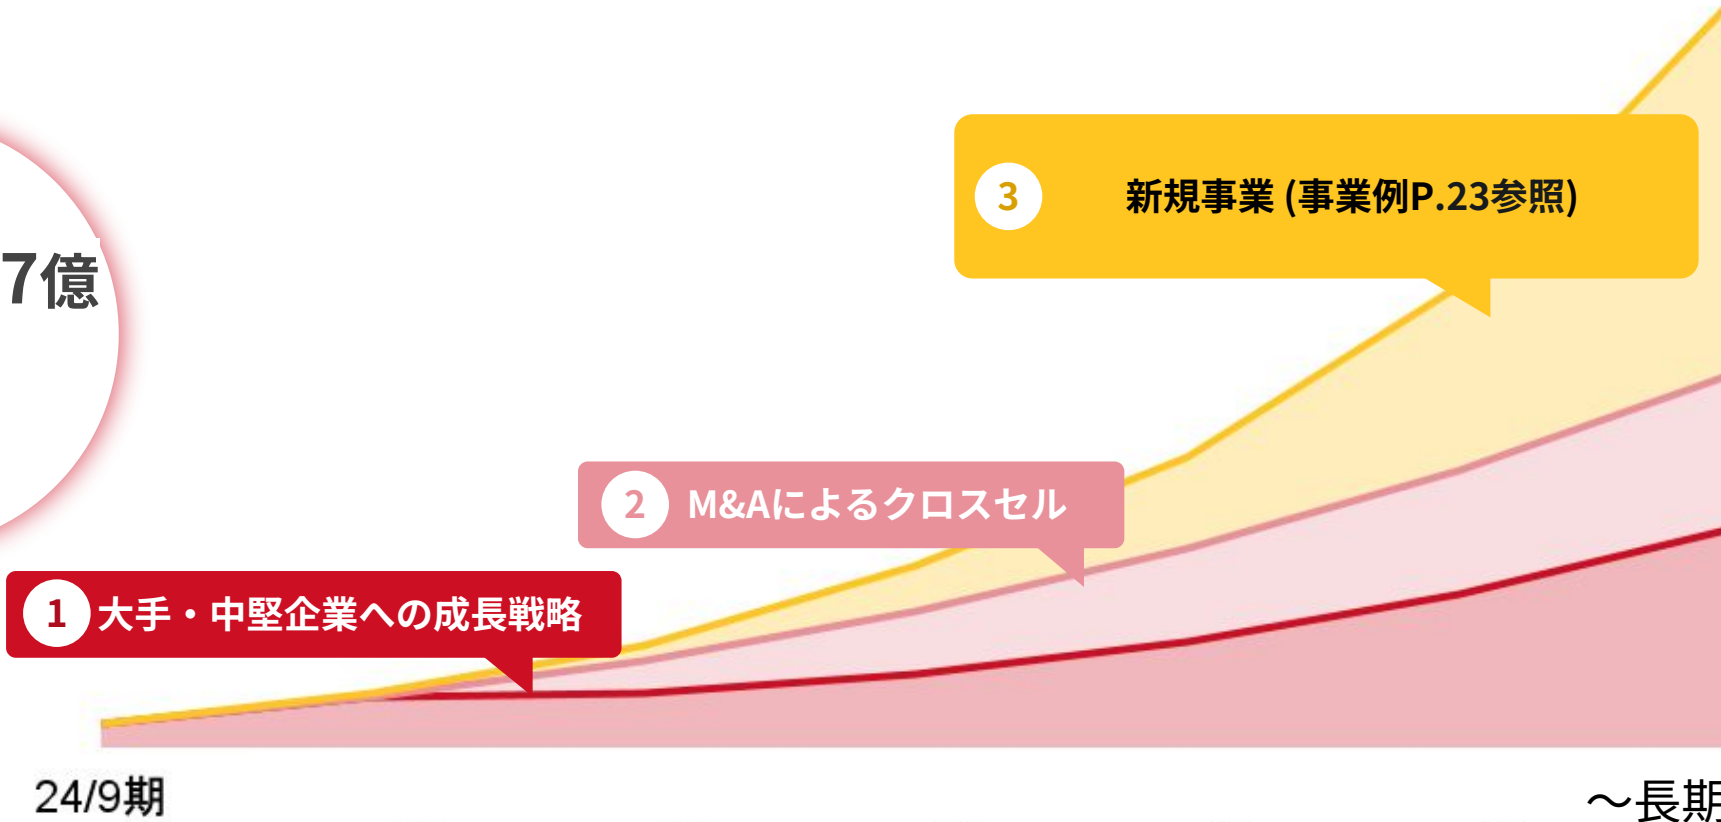 7億
3 新規事業 (事業例P.23参照)
2 M&Aによるクロスセル
1 大手・中堅企業への成長戦略
24/9期 ～長期